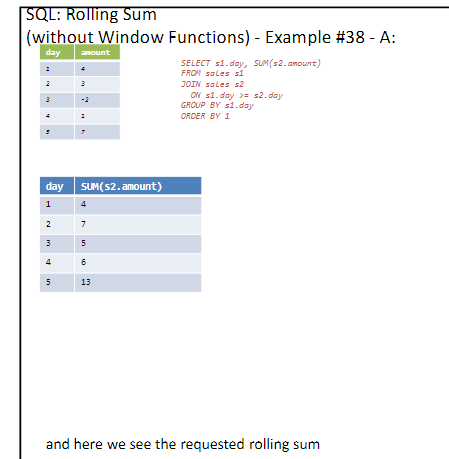 SQL: Rolling Sum
(without Window Functions) - Example #38 - A:
day amount
1 4
2 3
3 -2
4 1
5 7
SELECT s1.day, SUM(s2.amount)
FROM sales s1
JOIN sales s2
ON s1.day >= s2.day
GROUP BY s1.day
ORDER BY 1
day SUM(s2.amount)
1 4
2 7
3 5
4 6
5 13
and here we see the requested rolling sum